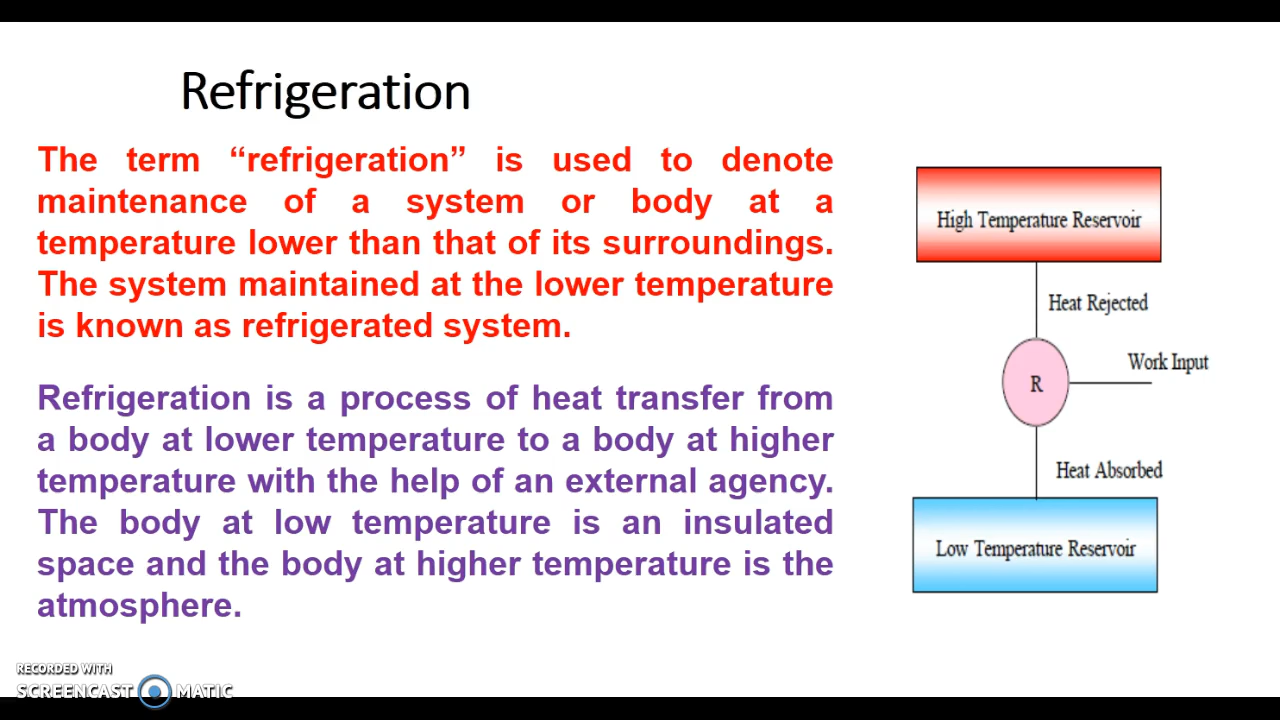 Refrigeration
The term “refrigeration” is used to denote
maintenance of a system or body at a
temperature lower than that of its surroundings.
The system maintained at the lower temperature
is known as refrigerated system.
Refrigeration is a process of heat transfer from
a body at lower temperature to a body at higher
temperature with the help of an external agency.
The body at low temperature is an insulated
space and the body at higher temperature is the
atmosphere.
High Temperature Reservoir
Heat Rejected
Work Input
R
Heat Absorbed
Low Temperature Reservoir
RECORDED WITH
SCREENCAST MATIC